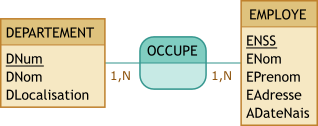 DEPARTEMENT
DNum
DNom
DLocalisation
1,N
OCCUPE
1,N
EMPLOYE
ENSS
ENom
EPrenom
EAdresse
ADateNais